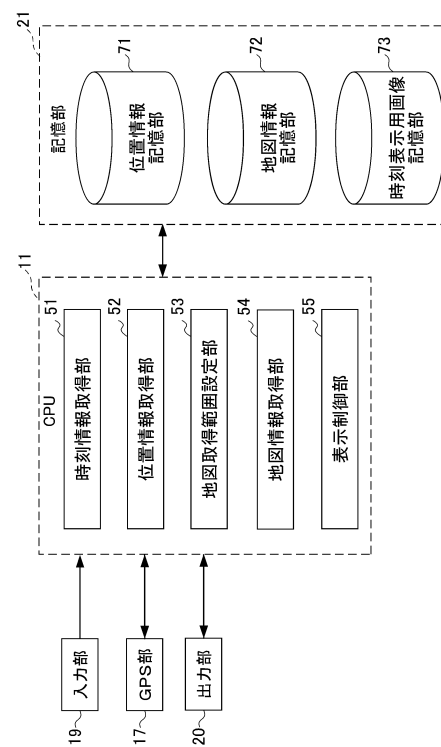 19
入力部
17
GPS部
20
出力部
11
CPU
51
時刻情報取得部
52
位置情報取得部
53
地図取得範囲設定部
54
地図情報取得部
55
表示制御部
21
記憶部
71
位置情報
記憶部
72
地図情報
記憶部
73
時刻表示用画像
記憶部